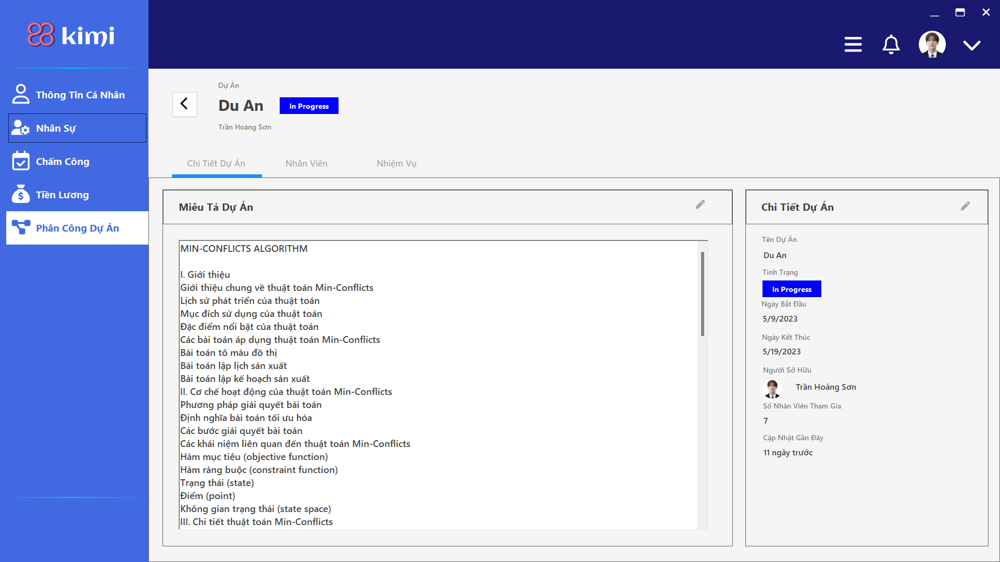 kimi
Thông Tin Cá Nhân
Nhân Sự
Chấm Công
Tiền Lương
Phân Công Dự Án
Dự Án
Du An
In Progress
Trần Hoàng Sơn
Chi Tiết Dự Án
Nhân Viên
Nhiệm Vụ
Miêu Tả Dự Án
MIN-CONFLICTS ALGORITHM
I. Giới thiệu
Giới thiệu chung về thuật toán Min-Conflicts
Lịch sử phát triển của thuật toán
Mục đích sử dụng của thuật toán
Đặc điểm nổi bật của thuật toán
Các bài toán áp dụng thuật toán Min-Conflicts
Bài toán tô màu đồ thị
Bài toán lập lịch sản xuất
Bài toán lập kế hoạch sản xuất
II. Cơ chế hoạt động của thuật toán Min-Conflicts
Phương pháp giải quyết bài toán
Định nghĩa bài toán tối ưu hóa
Các bước giải quyết bài toán
Các khái niệm liên quan đến thuật toán Min-Conflicts
Hàm mục tiêu (objective function)
Hàm ràng buộc (constraint function)
Trạng thái (state)
Điểm (point)
Không gian trạng thái (state space)
III. Chi tiết thuật toán Min-Conflicts
Chi Tiết Dự Án
Tên Dự Án
Du An
Tình Trạng
In Progress
Ngày Bắt Đầu
5/9/2023
Ngày Kết Thúc
5/19/2023
Người Sở Hữu
Trần Hoàng Sơn
Số Nhân Viên Tham Gia
7
Cập Nhật Gần Đây
11 ngày trước